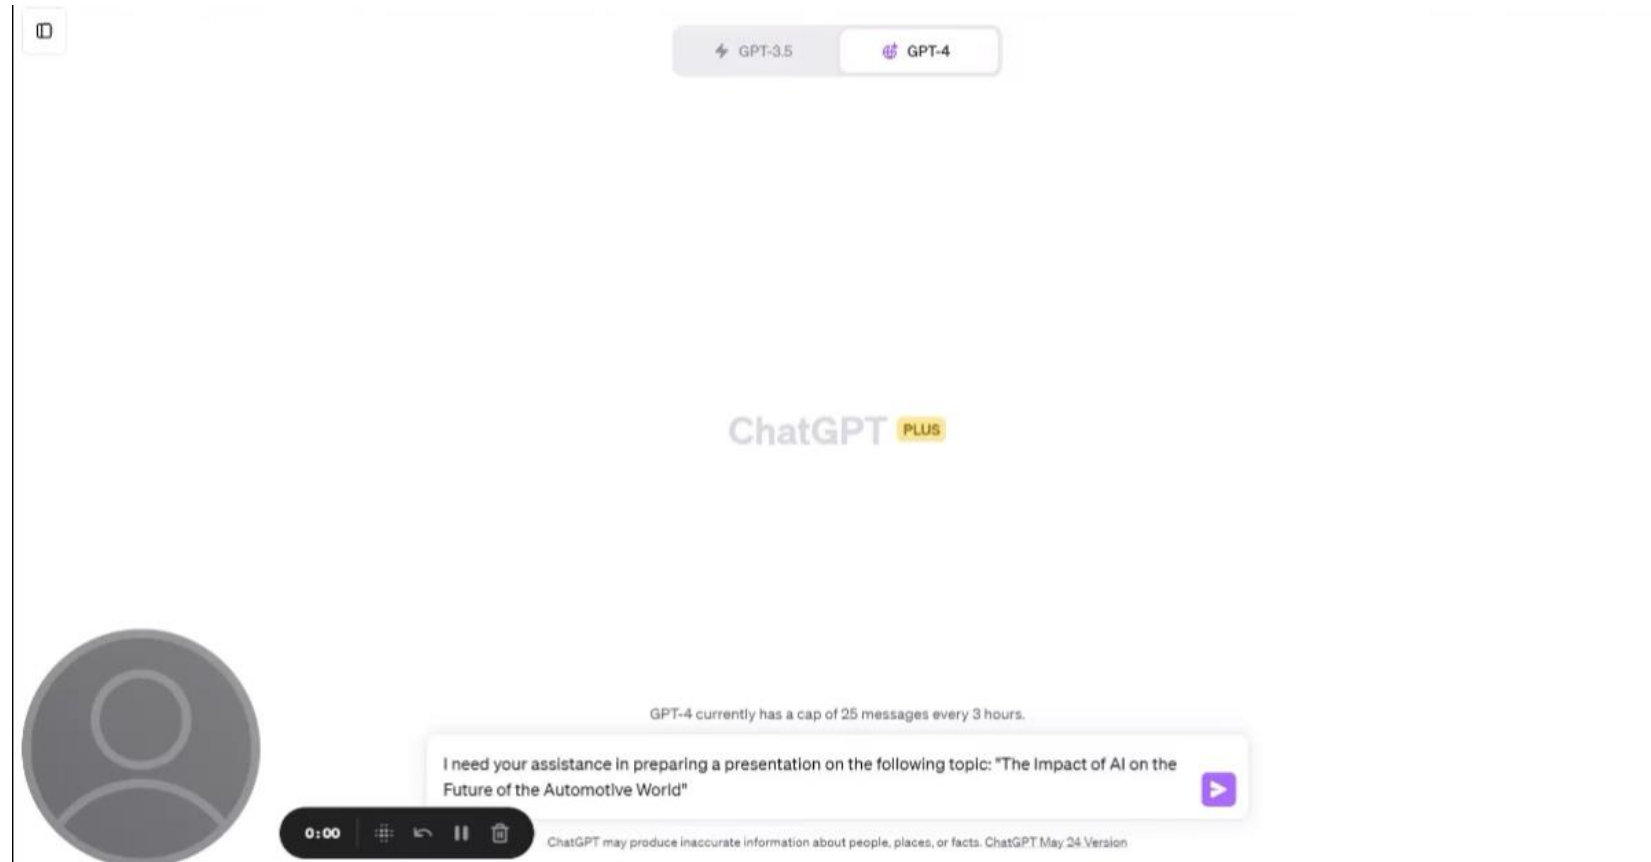 GPT-3.5
GPT-4
ChatGPT PLUS
GPT-4 currently has a cap of 25 messages every 3 hours.
I need your assistance in preparing a presentation on the following topic: "The Impact of AI on the
Future of the Automotive World"
0:00
ChatGPT may produce inaccurate information about people, places, or facts. ChatGPT May 24 Version